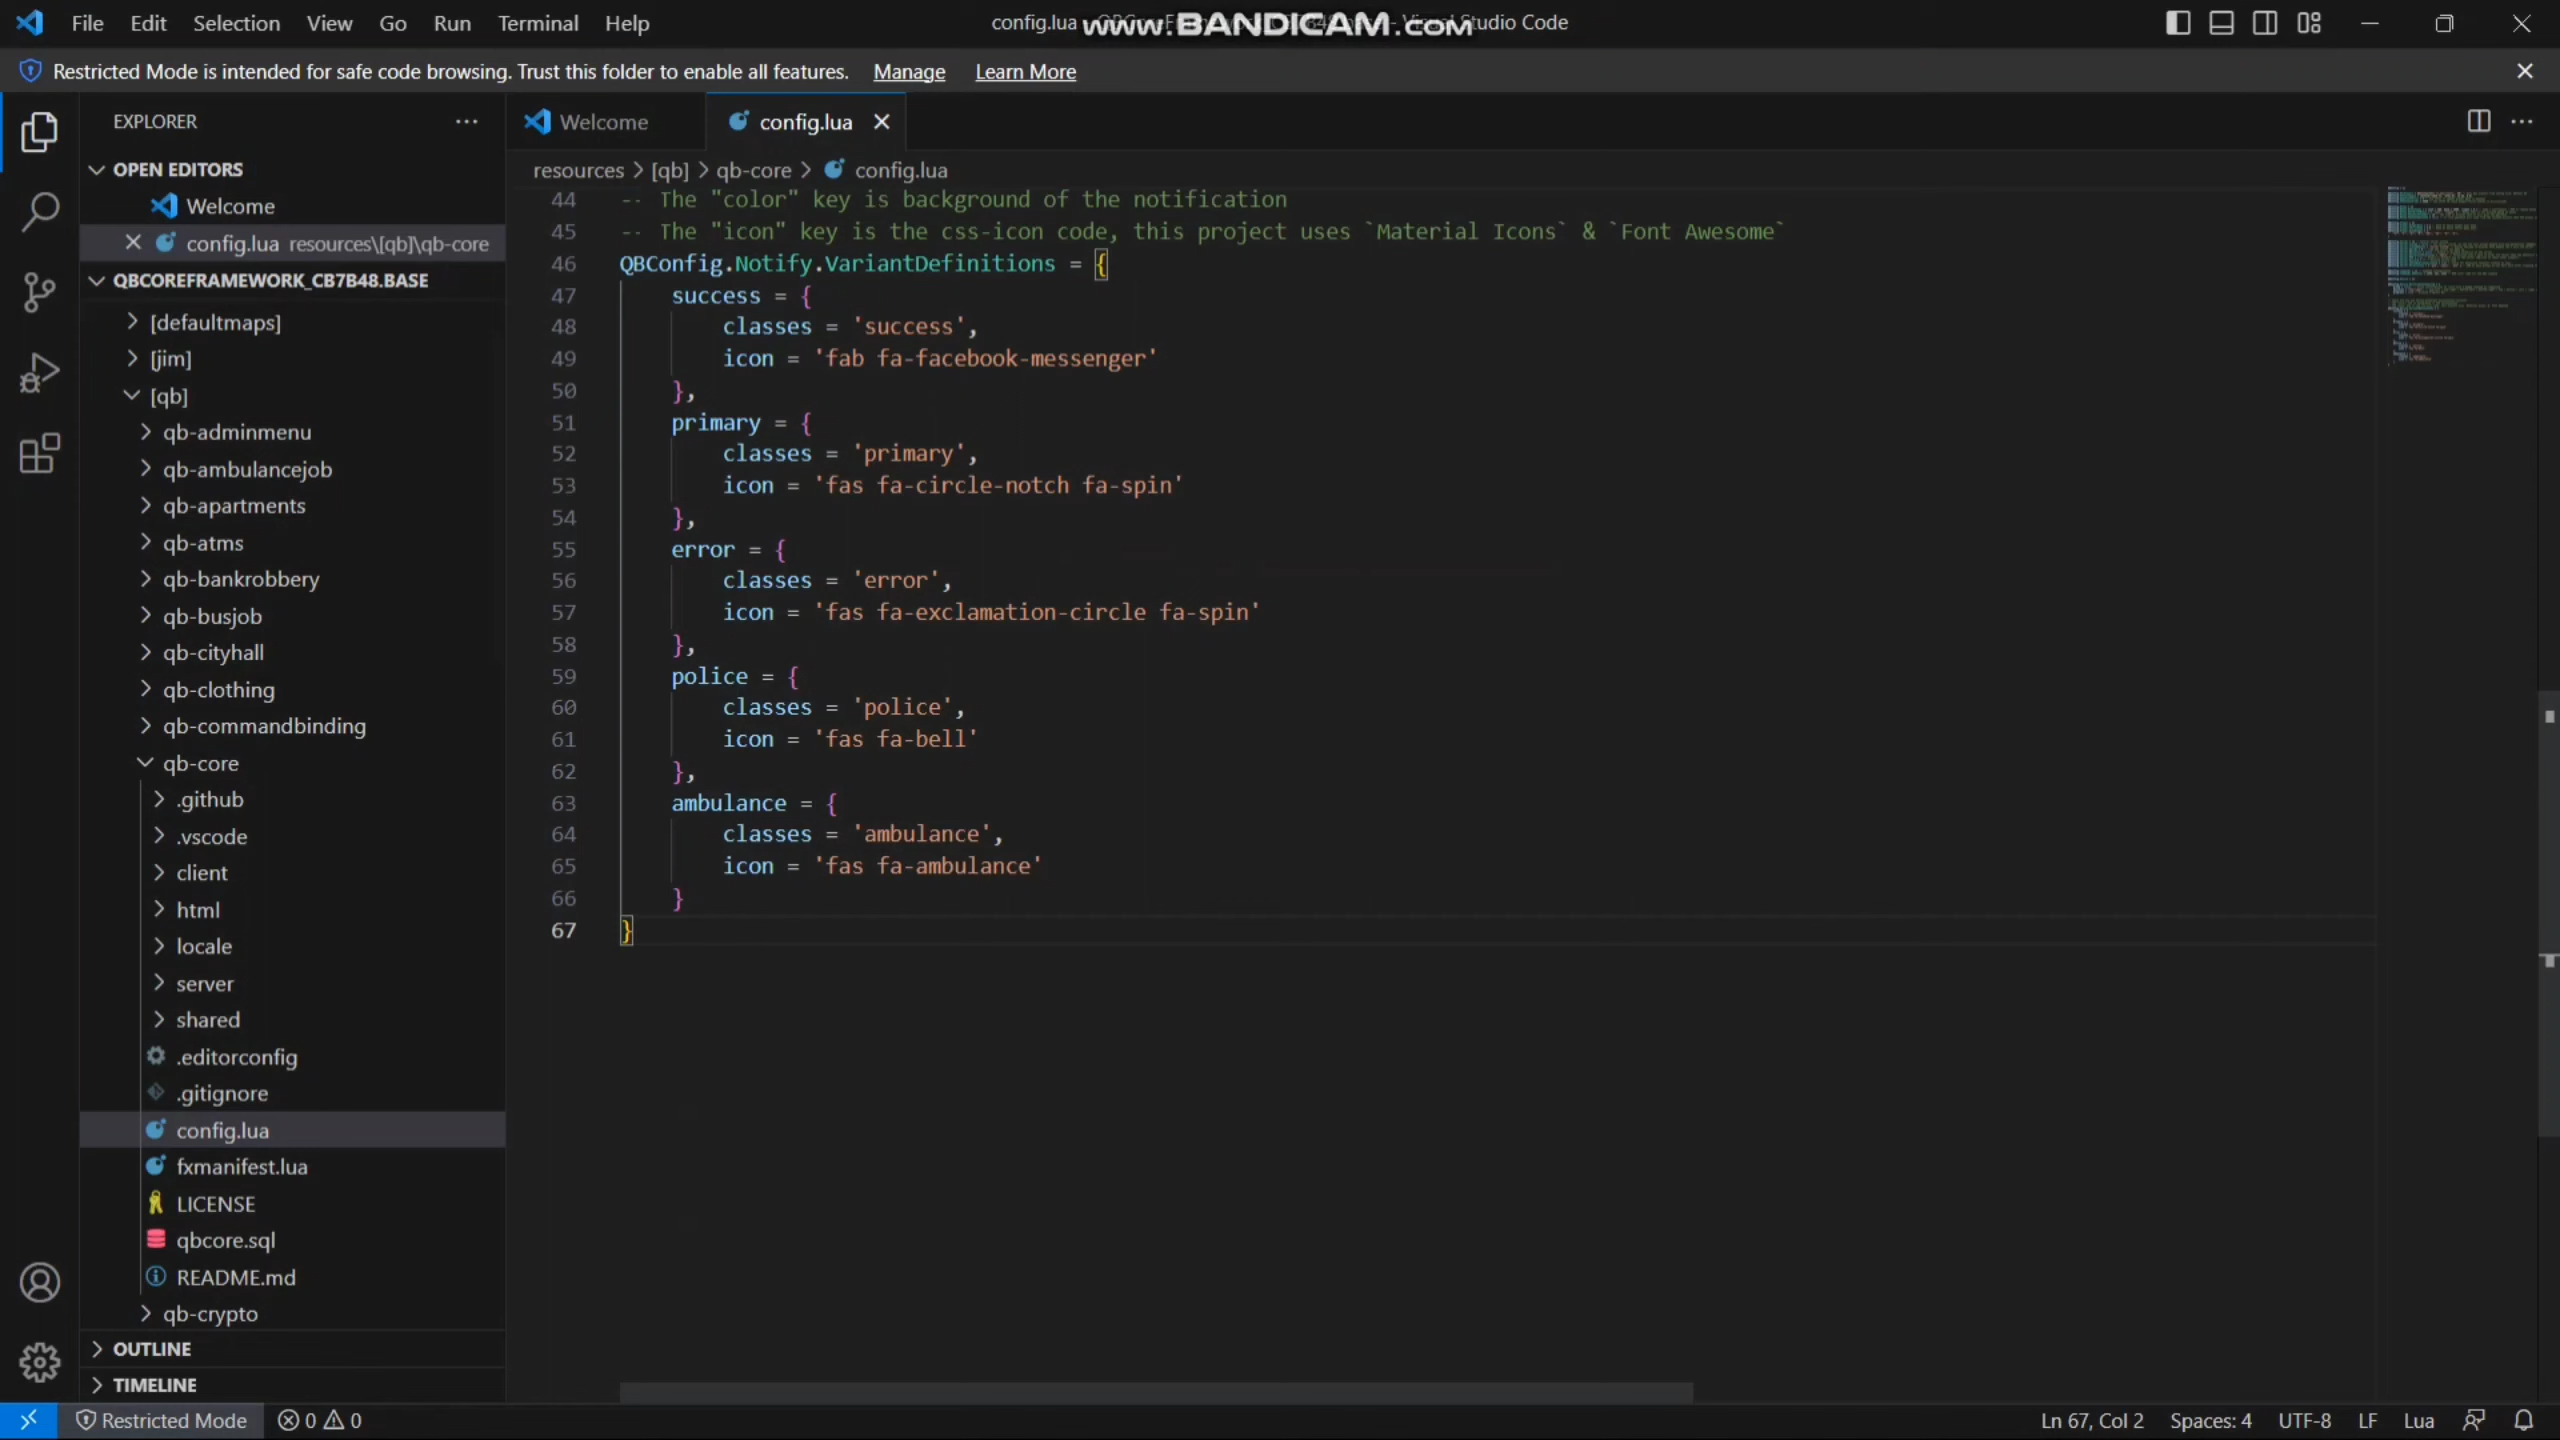 File Edit Selection View Go Run Terminal Help
config.lua - Visual Studio Code
www.BANDICAM.com
Restricted Mode is intended for safe code browsing. Trust this folder to enable all features. Manage Learn More
EXPLORER
OPEN EDITORS
Welcome
config.lua resources\[qb]\qb-core
QBCOREFRAMEWORK_CB7B48.BASE
[defaultmaps]
[jim]
[qb]
qb-adminmenu
qb-ambulancejob
qb-apartments
qb-atms
qb-bankrobbery
qb-busjob
qb-cityhall
qb-clothing
qb-commandbinding
qb-core
.github
.vscode
client
html
locale
server
shared
.editorconfig
.gitignore
config.lua
fxmanifest.lua
LICENSE
qbcore.sql
README.md
qb-crypto
OUTLINE
TIMELINE
Welcome config.lua
resources > [qb] > qb-core > config.lua
44 -- The "color" key is background of the notification
45 -- The "icon" key is the css-icon code, this project uses `Material Icons` & `Font Awesome`
46 QBConfig.Notify.VariantDefinitions = {
47 success = {
48 classes = 'success',
49 icon = 'fab fa-facebook-messenger'
50 },
51 primary = {
52 classes = 'primary',
53 icon = 'fas fa-circle-notch fa-spin'
54 },
55 error = {
56 classes = 'error',
57 icon = 'fas fa-exclamation-circle fa-spin'
58 },
59 police = {
60 classes = 'police',
61 icon = 'fas fa-bell'
62 },
63 ambulance = {
64 classes = 'ambulance',
65 icon = 'fas fa-ambulance'
66 }
67 }
Restricted Mode 0 0 Ln 67, Col 2 Spaces: 4 UTF-8 LF Lua